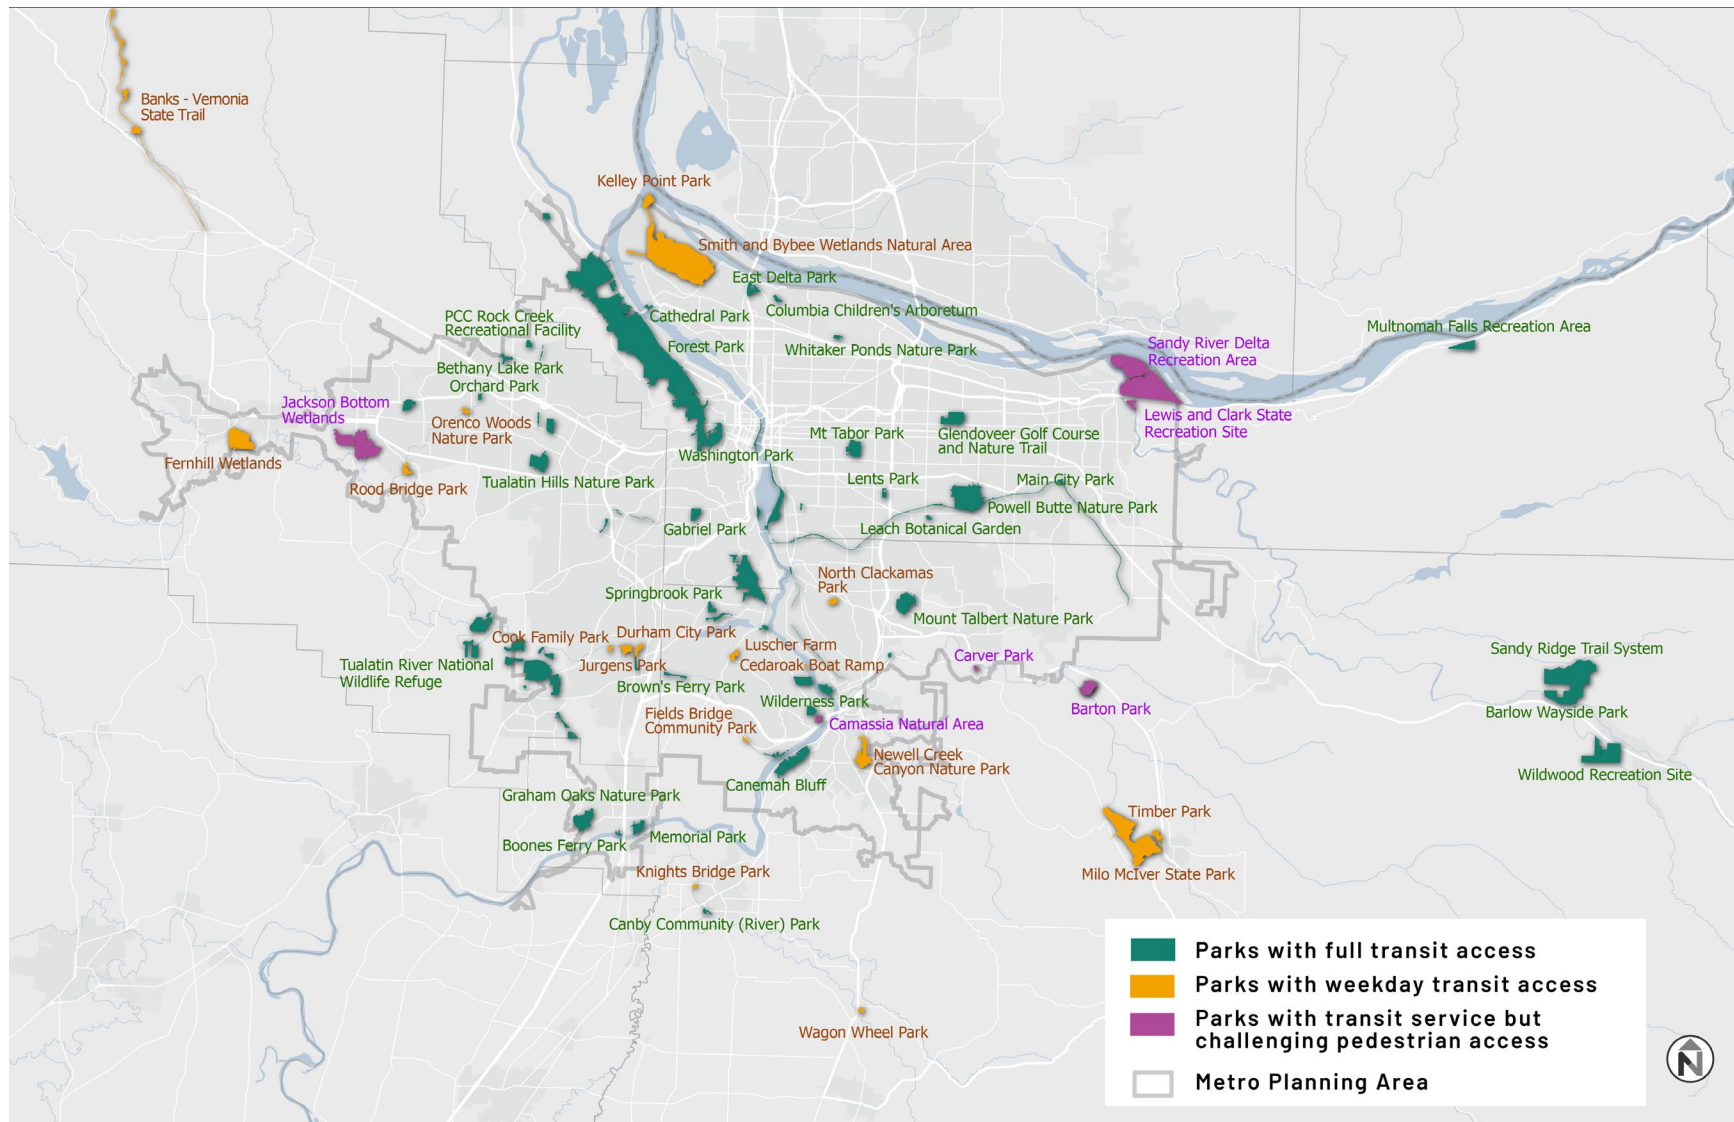 Banks - Vernonia
State Trail
Kelley Point Park
Smith and Bybee Wetlands Natural Area
East Delta Park
Columbia Children's Arboretum
PCC Rock Creek
Recreational Facility
Cathedral Park
Forest Park
Whitaker Ponds Nature Park
Multnomah Falls Recreation Area
Sandy River Delta
Recreation Area
Bethany Lake Park
Orchard Park
Jackson Bottom
Wetlands
Orenco Woods
Nature Park
Lewis and Clark State
Recreation Site
Mt Tabor Park
Glendoveer Golf Course
and Nature Trail
Fernhill Wetlands
Washington Park
Rood Bridge Park
Tualatin Hills Nature Park
Lents Park
Main City Park
Powell Butte Nature Park
Gabriel Park
Leach Botanical Garden
North Clackamas
Park
Springbrook Park
Mount Talbert Nature Park
Cook Family Park
Durham City Park
Luscher Farm
Tualatin River National
Wildlife Refuge
Jurgens Park
Cedaroak Boat Ramp
Carver Park
Sandy Ridge Trail System
Brown's Ferry Park
Wilderness Park
Barton Park
Barlow Wayside Park
Fields Bridge
Community Park
Camassia Natural Area
Newell Creek
Canyon Nature Park
Wildwood Recreation Site
Canemah Bluff
Graham Oaks Nature Park
Timber Park
Boones Ferry Park
Memorial Park
Knights Bridge Park
Milo McIver State Park
Canby Community (River) Park
Wagon Wheel Park
Parks with full transit access
Parks with weekday transit access
Parks with transit service but
challenging pedestrian access
Metro Planning Area
N